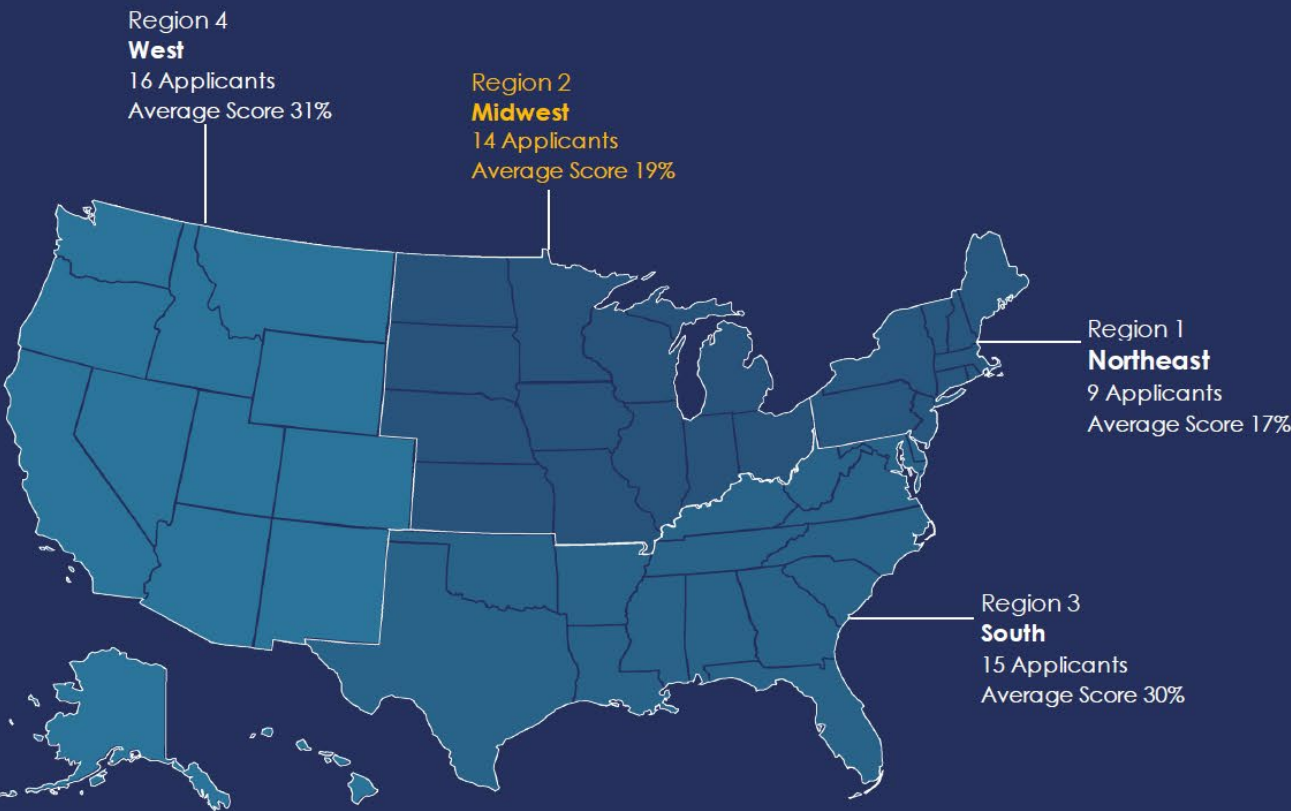 Region 4
West
16 Applicants
Average Score 31%
Region 2
Midwest
14 Applicants
Average Score 19%
Region 1
Northeast
9 Applicants
Average Score 17%
Region 3
South
15 Applicants
Average Score 30%